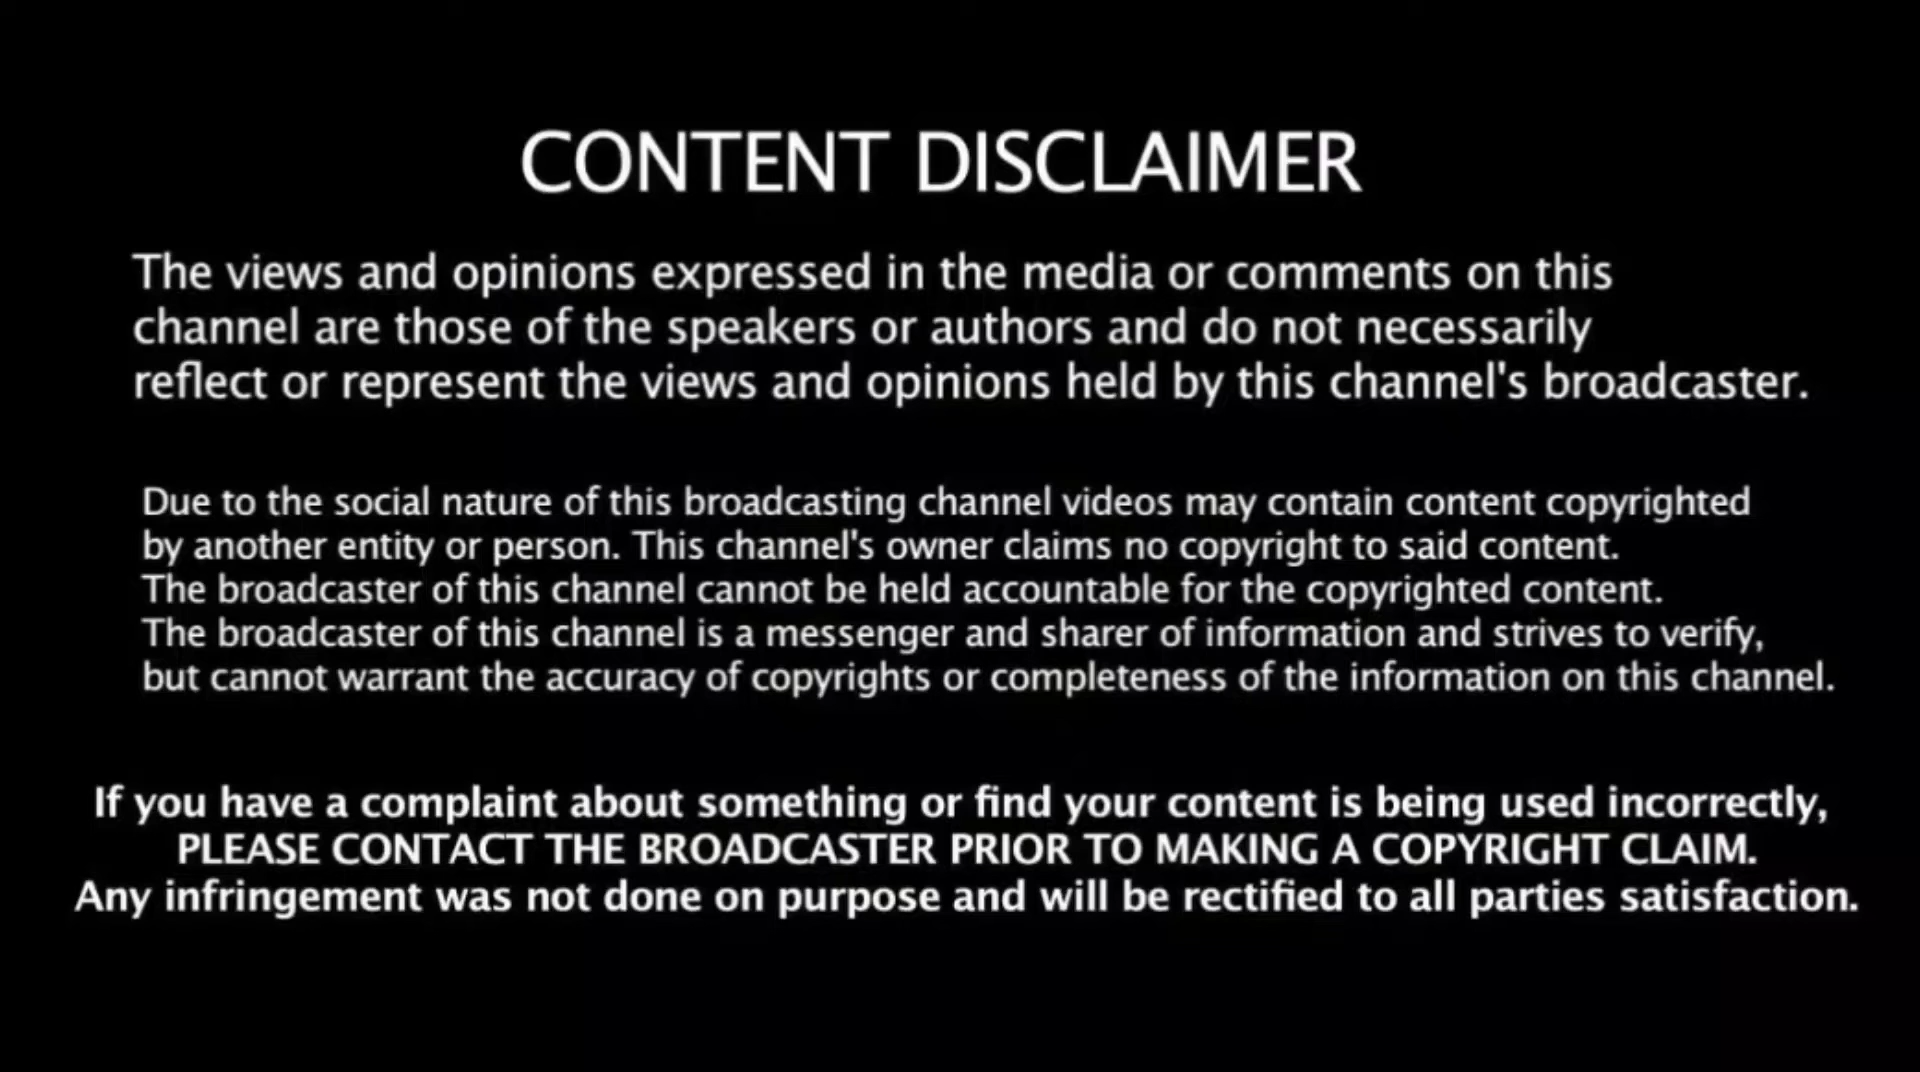 CONTENT DISCLAIMER
The views and opinions expressed in the media or comments on this
channel are those of the speakers or authors and do not necessarily
reflect or represent the views and opinions held by this channel's broadcaster.
Due to the social nature of this broadcasting channel videos may contain content copyrighted
by another entity or person. This channel's owner claims no copyright to said content.
The broadcaster of this channel cannot be held accountable for the copyrighted content.
The broadcaster of this channel is a messenger and sharer of information and strives to verify,
but cannot warrant the accuracy of copyrights or completeness of the information on this channel.
If you have a complaint about something or find your content is being used incorrectly,
PLEASE CONTACT THE BROADCASTER PRIOR TO MAKING A COPYRIGHT CLAIM.
Any infringement was not done on purpose and will be rectified to all parties satisfaction.